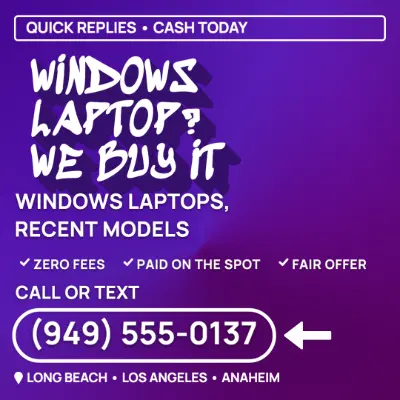 QUICK REPLIES • CASH TODAY
WINDOWS
LAPTOP?
WE BUY IT
WINDOWS LAPTOPS,
RECENT MODELS
ZERO FEES PAID ON THE SPOT FAIR OFFER
CALL OR TEXT
(949) 555-0137
LONG BEACH • LOS ANGELES • ANAHEIM